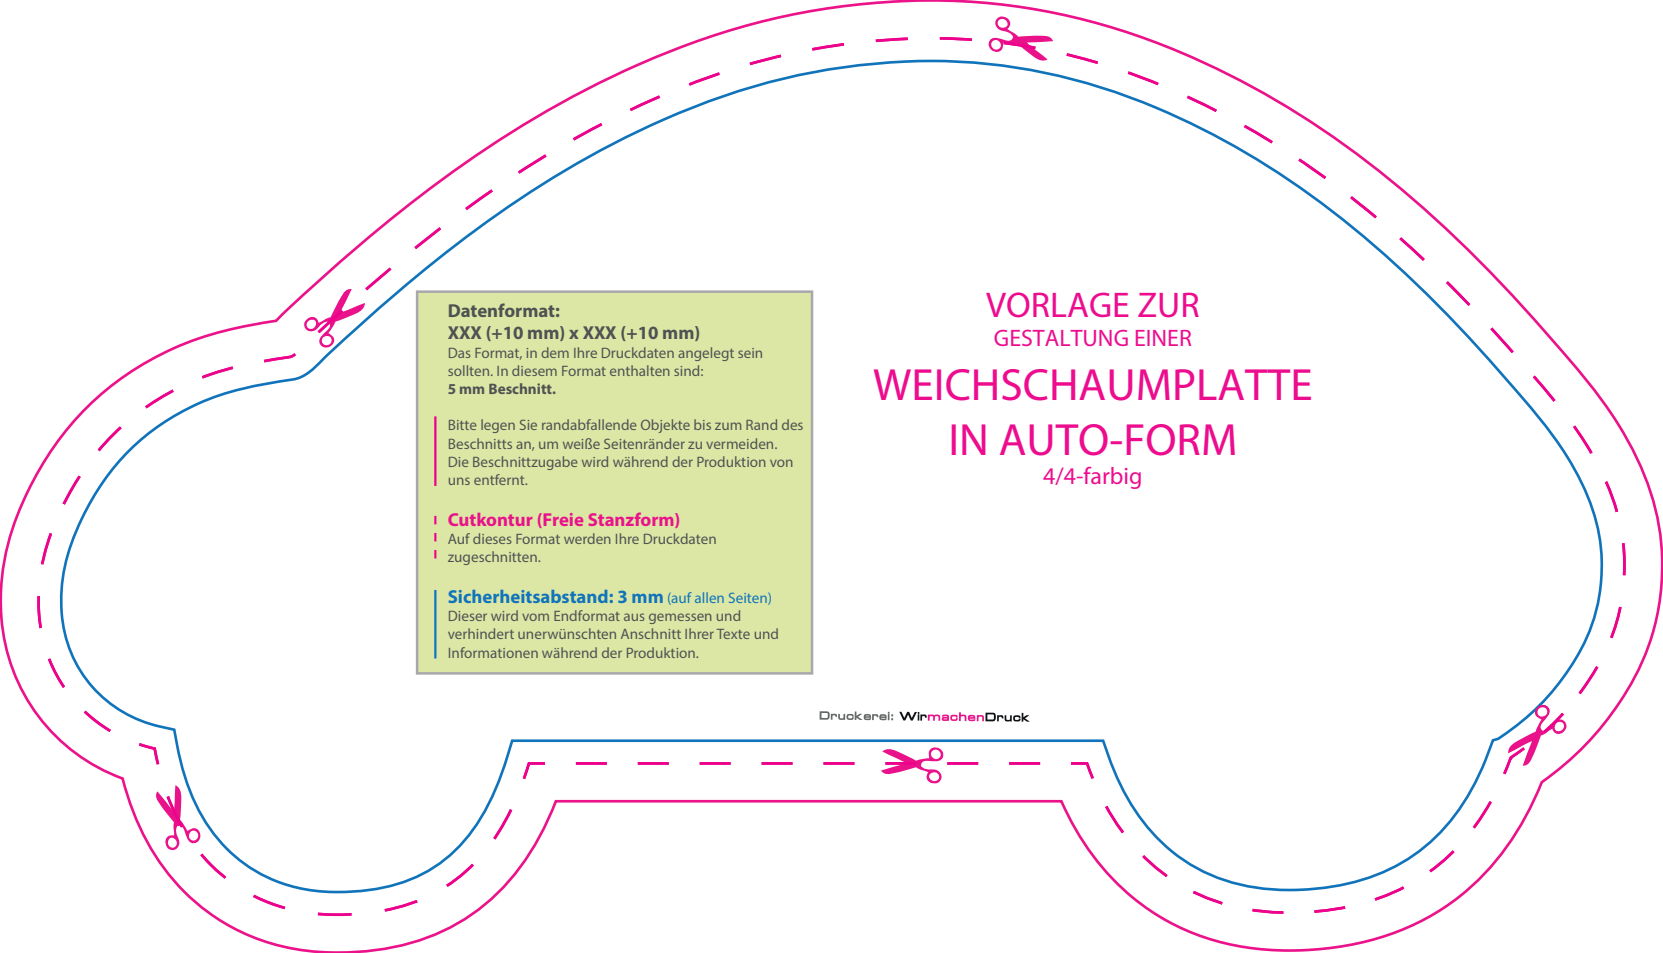 Datenformat:
XXX (+10 mm) x XXX (+10 mm)
Das Format, in dem Ihre Druckdaten angelegt sein
sollten. In diesem Format enthalten sind:
5 mm Beschnitt.
Bitte legen Sie randabfallende Objekte bis zum Rand des
Beschnitts an, um weiße Seitenränder zu vermeiden.
Die Beschnittzugabe wird während der Produktion von
uns entfernt.
Cutkontur (Freie Stanzform)
Auf dieses Format werden Ihre Druckdaten
zugeschnitten.
Sicherheitsabstand: 3 mm (auf allen Seiten)
Dieser wird vom Endformat aus gemessen und
verhindert unerwünschten Anschnitt Ihrer Texte und
Informationen während der Produktion.
VORLAGE ZUR
GESTALTUNG EINER
WEICHSCHAUMPLATTE
IN AUTO-FORM
4/4-farbig
Druckerei: WirmachenDruck